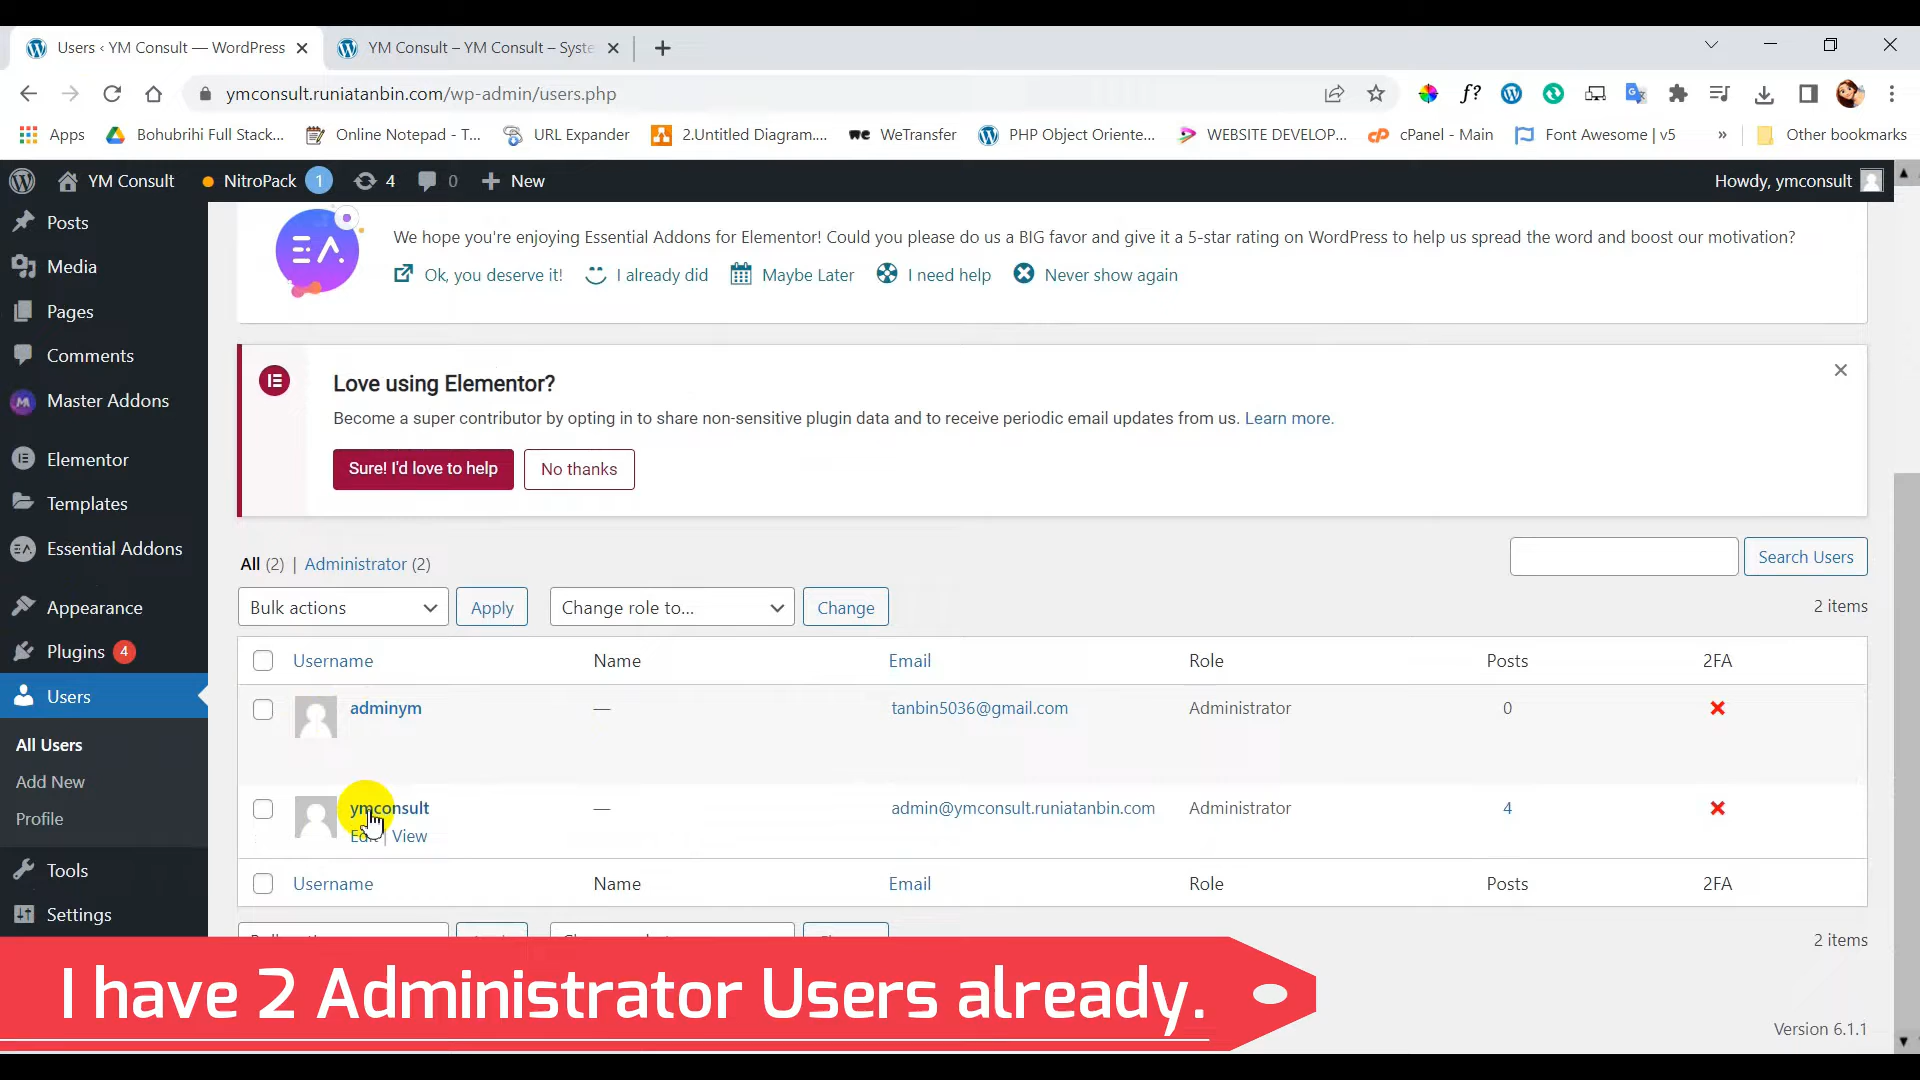 Users ‹ YM Consult — WordPress
YM Consult – YM Consult – Syste
ymconsult.runiatanbin.com/wp-admin/users.php
f?
Apps
Bohubrihi Full Stack...
Online Notepad - T...
URL Expander
2.Untitled Diagram....
we WeTransfer
PHP Object Oriente...
WEBSITE DEVELOP...
cP cPanel - Main
Font Awesome | v5
»
Other bookmarks
YM Consult
NitroPack 1
4
0
+ New
Howdy, ymconsult
Posts
Media
Pages
Comments
Master Addons
Elementor
Templates
Essential Addons
Appearance
Plugins 4
Users
All Users
Add New
Profile
Tools
Settings
We hope you're enjoying Essential Addons for Elementor! Could you please do us a BIG favor and give it a 5-star rating on WordPress to help us spread the word and boost our motivation?
Ok, you deserve it!
I already did
Maybe Later
I need help
Never show again
Love using Elementor?
Become a super contributor by opting in to share non-sensitive plugin data and to receive periodic email updates from us. Learn more.
Sure! I'd love to help
No thanks
All (2) | Administrator (2)
Search Users
Bulk actions
Apply
Change role to...
Change
2 items
Username Name Email Role Posts 2FA
adminym — tanbin5036@gmail.com Administrator 0
ymconsult — admin@ymconsult.runiatanbin.com Administrator 4
Edit | View
Username Name Email Role Posts 2FA
2 items
I have 2 Administrator Users already.
Version 6.1.1